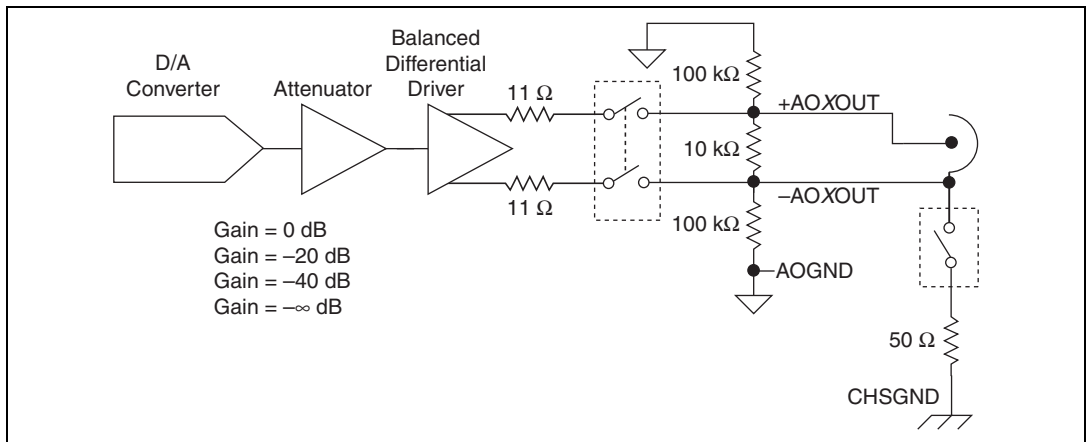 D/A
Converter
Attenuator
Balanced
Differential
Driver
11 Ω
11 Ω
Gain = 0 dB
Gain = –20 dB
Gain = –40 dB
Gain = –∞ dB
100 kΩ
+AOXOUT
10 kΩ
–AOXOUT
100 kΩ
AOGND
50 Ω
CHSGND